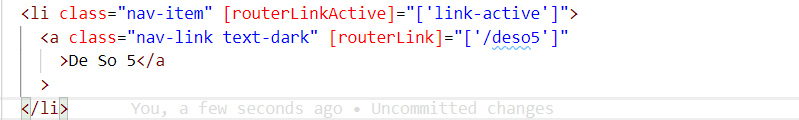 <li class="nav-item" [routerLinkActive]="['link-active']">
<a class="nav-link text-dark" [routerLink]="['/deso5']"
>De So 5</a
>
</li> You, a few seconds ago • Uncommitted changes